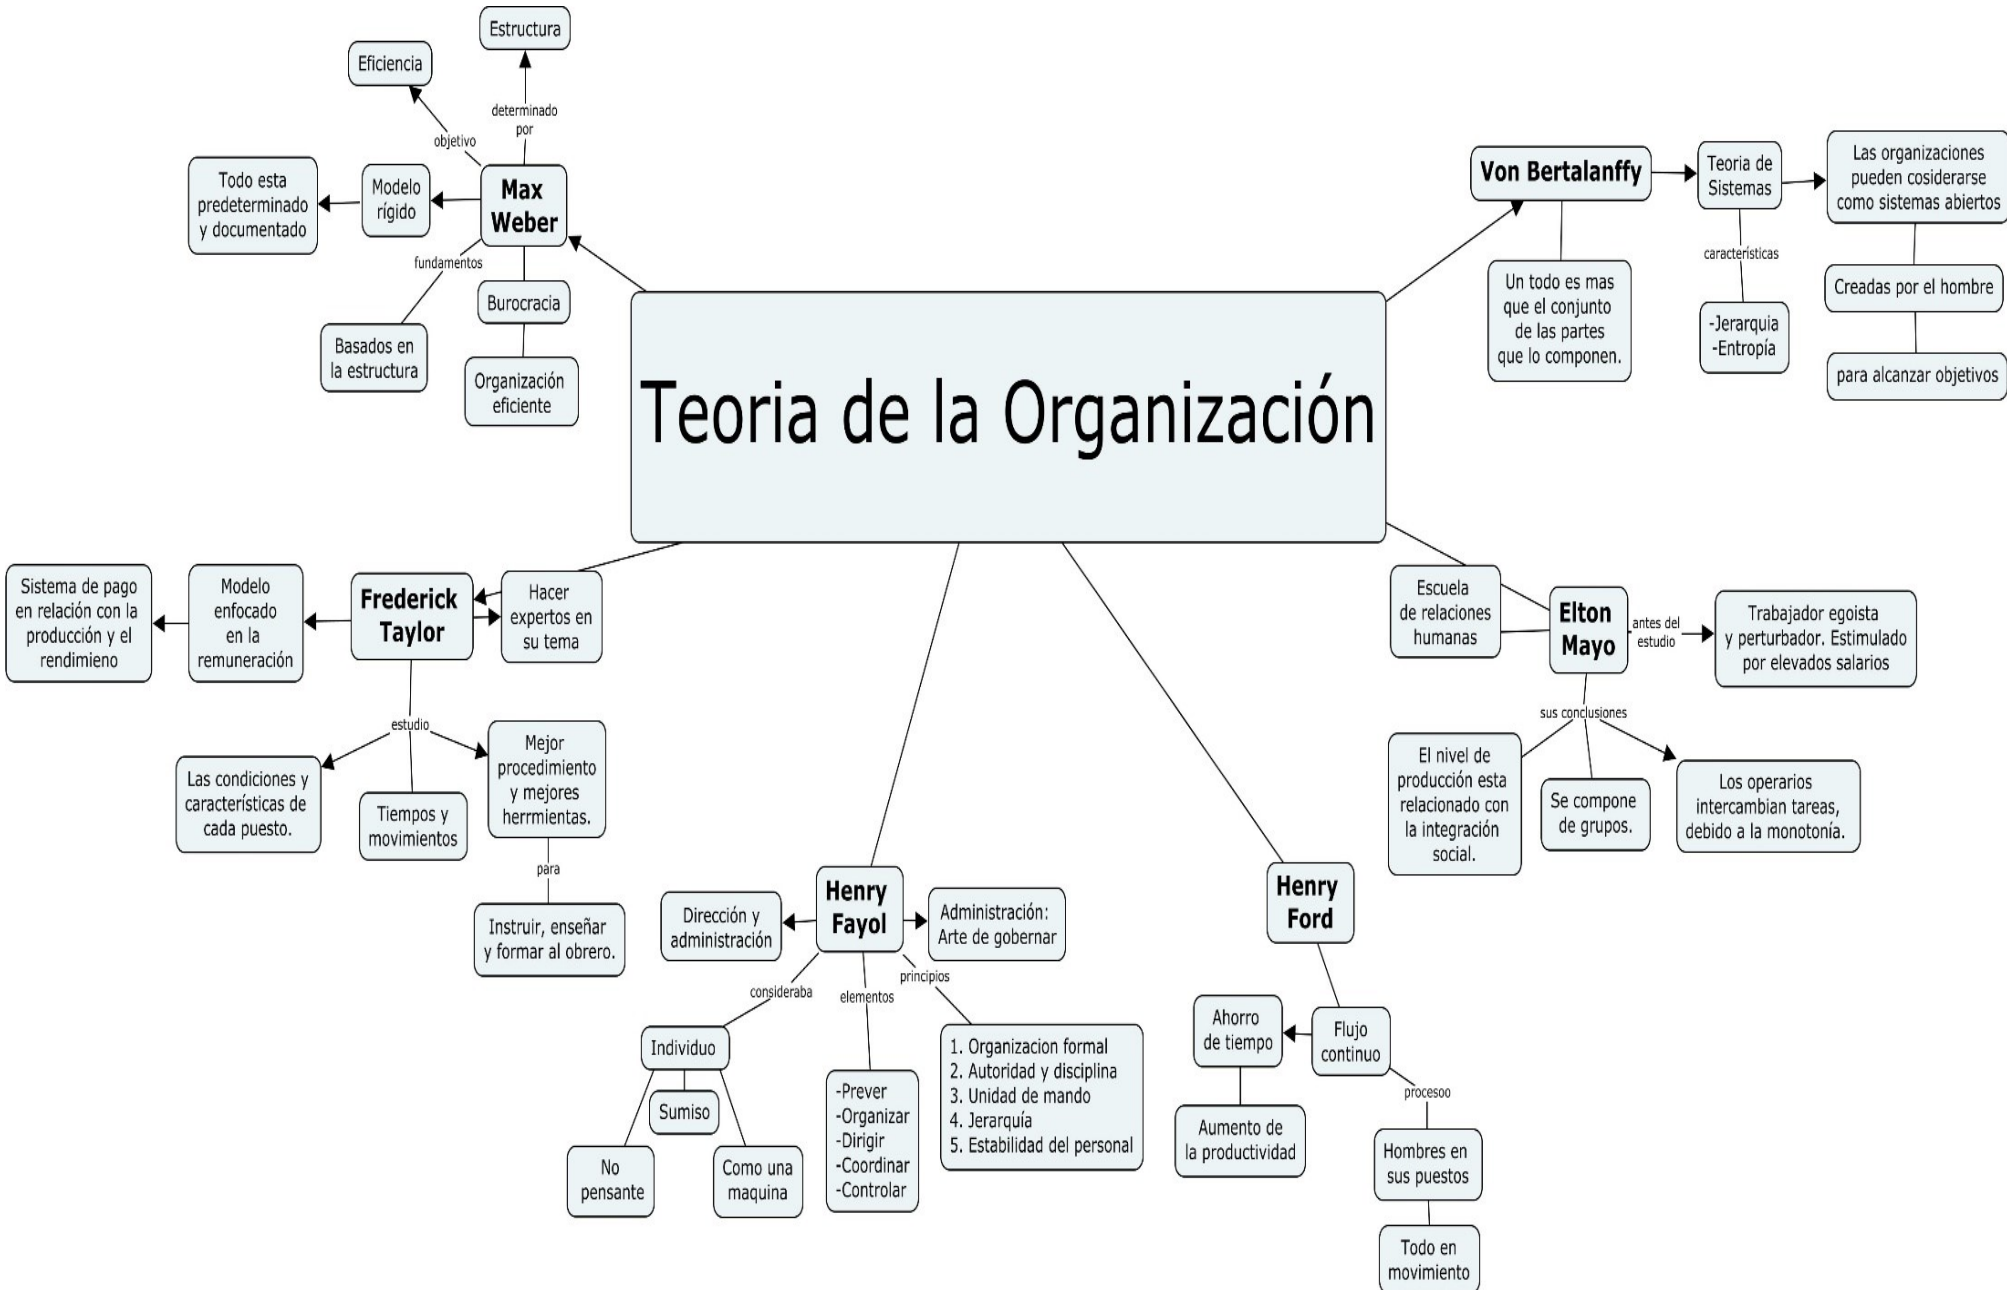 Estructura
Eficiencia
determinado
por
objetivo
Todo esta
predeterminado
y documentado
Modelo
rígido
Max
Weber
fundamentos
Burocracia
Basados en
la estructura
Organización
eficiente
Von Bertalanffy
Teoria de
Sistemas
Las organizaciones
pueden cosiderarse
como sistemas abiertos
características
Un todo es mas
que el conjunto
de las partes
que lo componen.
-Jerarquia
-Entropía
Creadas por el hombre
para alcanzar objetivos
Teoria de la Organización
Sistema de pago
en relación con la
producción y el
rendimieno
Modelo
enfocado
en la
remuneración
Frederick
Taylor
Hacer
expertos en
su tema
estudio
Las condiciones y
características de
cada puesto.
Tiempos y
movimientos
Mejor
procedimiento
y mejores
herrmientas.
para
Instruir, enseñar
y formar al obrero.
Escuela
de relaciones
humanas
Elton
Mayo
antes del
estudio
Trabajador egoista
y perturbador. Estimulado
por elevados salarios
sus conclusiones
El nivel de
producción esta
relacionado con
la integración
social.
Se compone
de grupos.
Los operarios
intercambian tareas,
debido a la monotonía.
Dirección y
administración
Henry
Fayol
Administración:
Arte de gobernar
consideraba
elementos
principios
Individuo
Sumiso
No
pensante
Como una
maquina
-Prever
-Organizar
-Dirigir
-Coordinar
-Controlar
1. Organizacion formal
2. Autoridad y disciplina
3. Unidad de mando
4. Jerarquía
5. Estabilidad del personal
Henry
Ford
Ahorro
de tiempo
Flujo
continuo
procesoo
Aumento de
la productividad
Hombres en
sus puestos
Todo en
movimiento